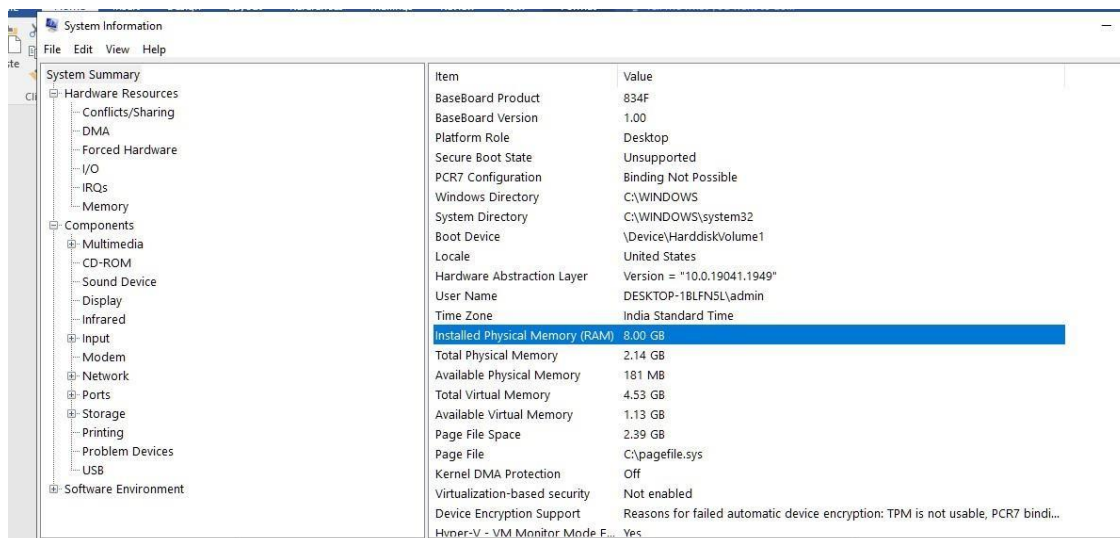 System Information
File Edit View Help
System Summary
Hardware Resources
Conflicts/Sharing
DMA
Forced Hardware
I/O
IRQs
Memory
Components
Multimedia
CD-ROM
Sound Device
Display
Infrared
Input
Modem
Network
Ports
Storage
Printing
Problem Devices
USB
Software Environment
Item Value
BaseBoard Product 834F
BaseBoard Version 1.00
Platform Role Desktop
Secure Boot State Unsupported
PCR7 Configuration Binding Not Possible
Windows Directory C:\WINDOWS
System Directory C:\WINDOWS\system32
Boot Device \Device\HarddiskVolume1
Locale United States
Hardware Abstraction Layer Version = "10.0.19041.1949"
User Name DESKTOP-1BLFN5L\admin
Time Zone India Standard Time
Installed Physical Memory (RAM) 8.00 GB
Total Physical Memory 2.14 GB
Available Physical Memory 181 MB
Total Virtual Memory 4.53 GB
Available Virtual Memory 1.13 GB
Page File Space 2.39 GB
Page File C:\pagefile.sys
Kernel DMA Protection Off
Virtualization-based security Not enabled
Device Encryption Support Reasons for failed automatic device encryption: TPM is not usable, PCR7 bindi...
Hyper-V - VM Monitor Mode E... Yes